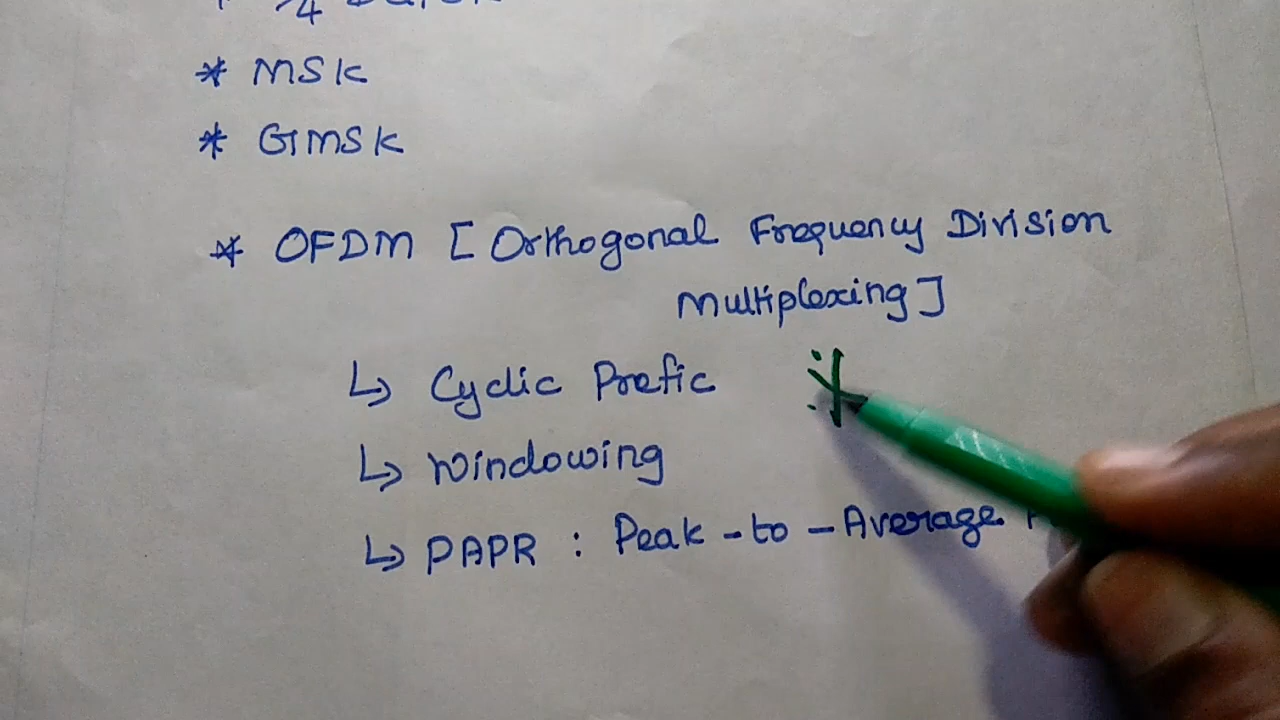 * MSK
* GMSK
* OFDM [Orthogonal Frequency Division
Multiplexing]
↳ Cyclic Prefic
↳ Windowing
↳ PAPR : Peak-to-Average